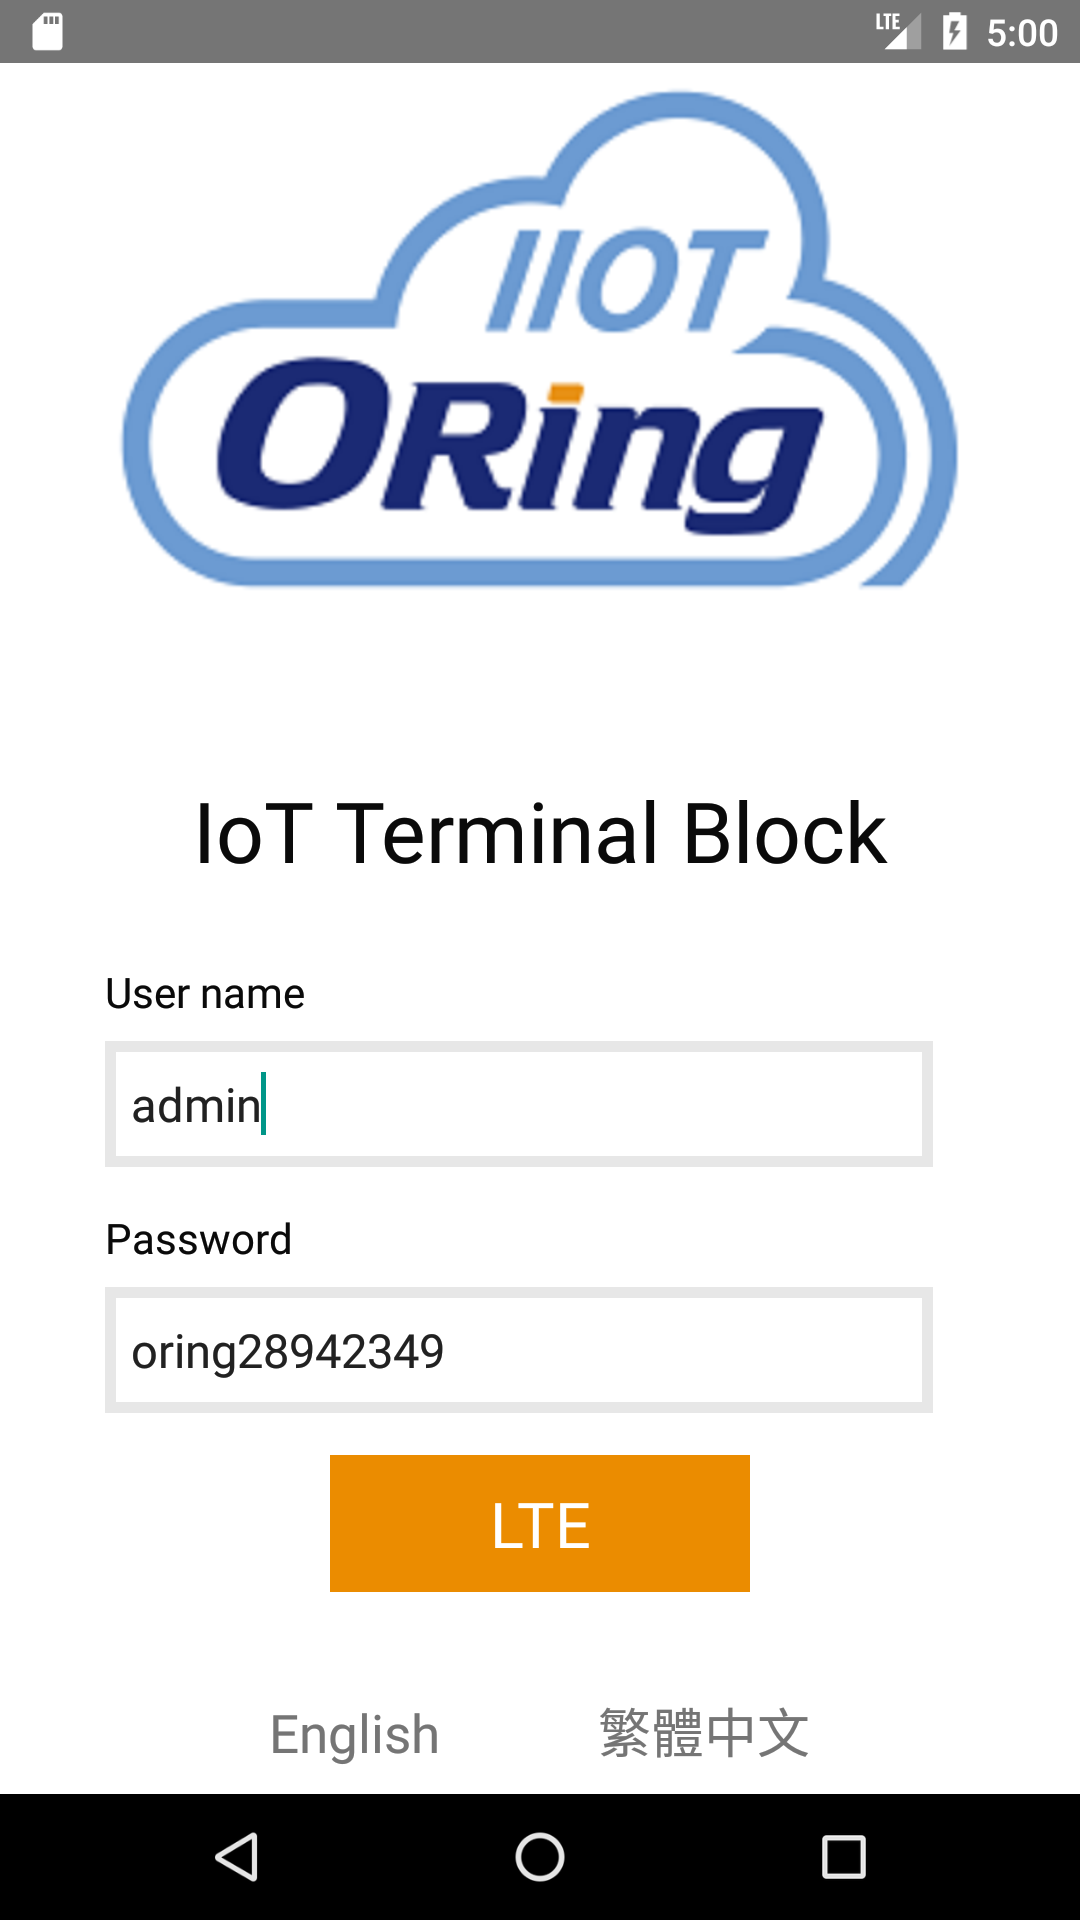 LTE 5:00
IIOT
ORing
IoT Terminal Block
User name
admin
Password
oring28942349
LTE
English 繁體中文